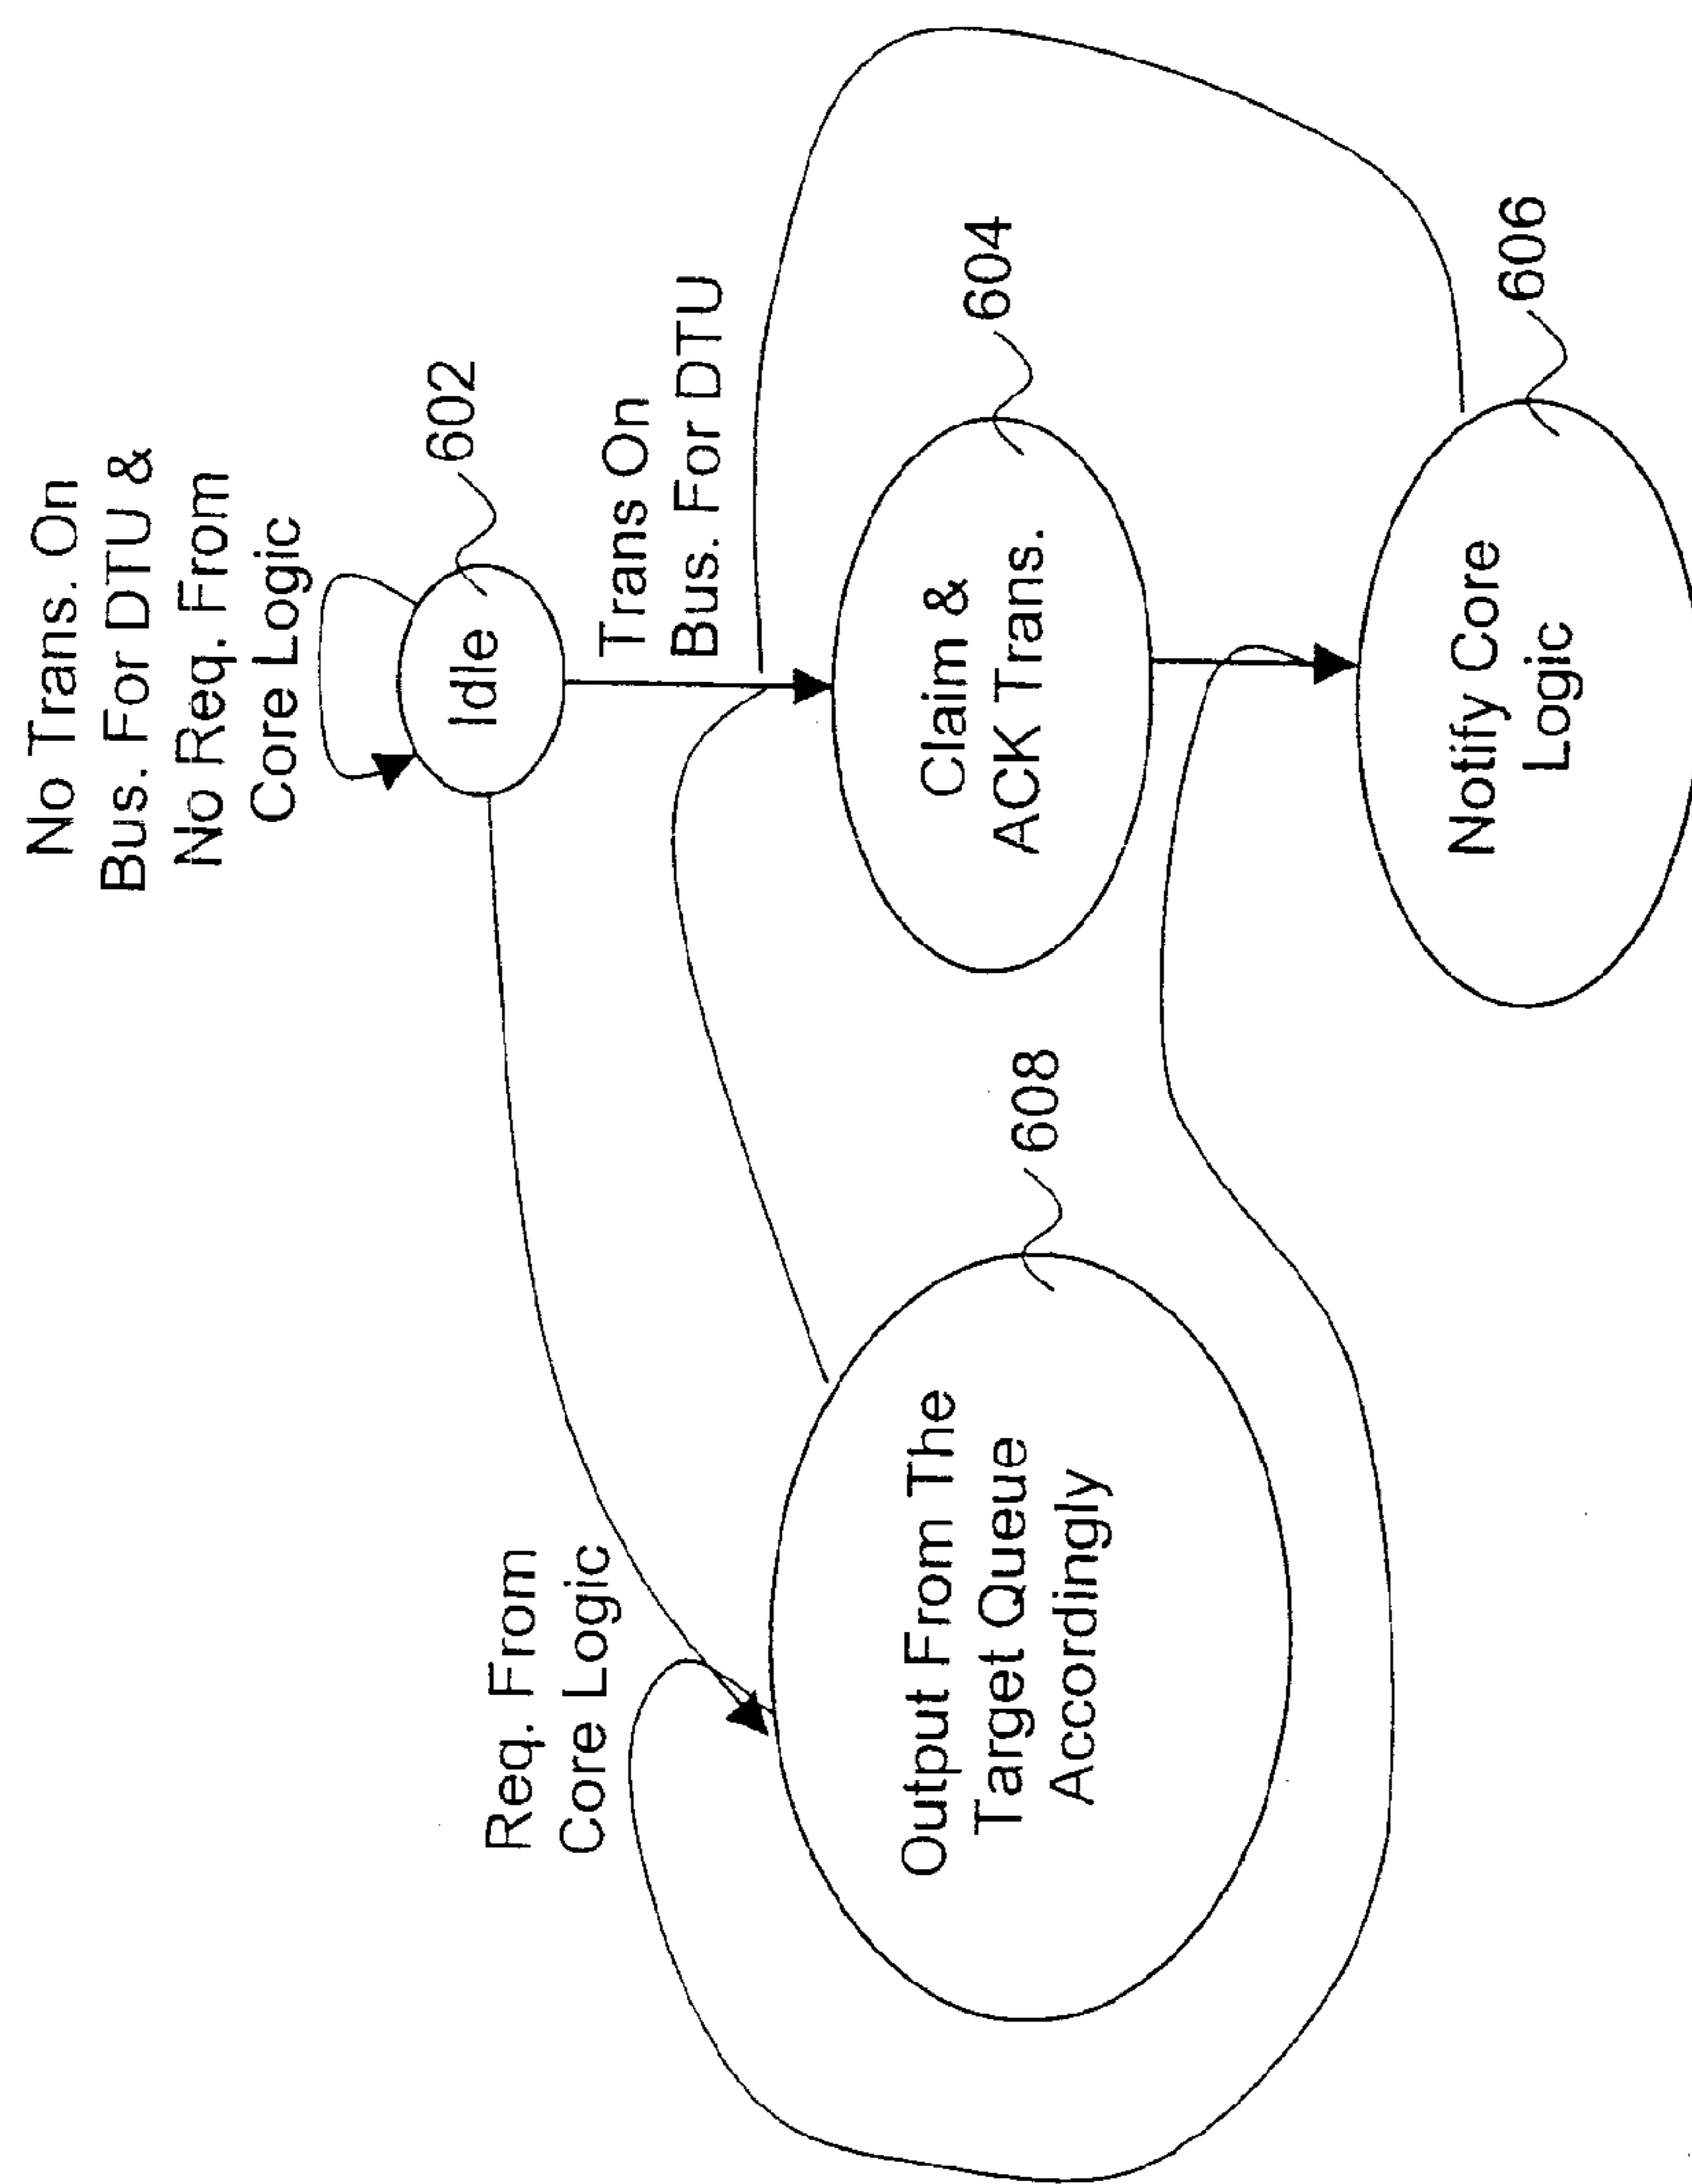 No Trans. On
Bus. For DTU &
No Req. From
Core Logic
Idle
602
Trans On
Bus. For DTU
Req. From
Core Logic
Claim &
ACK Trans.
604
Output From The
Target Queue
Accordingly
608
Notify Core
Logic
606